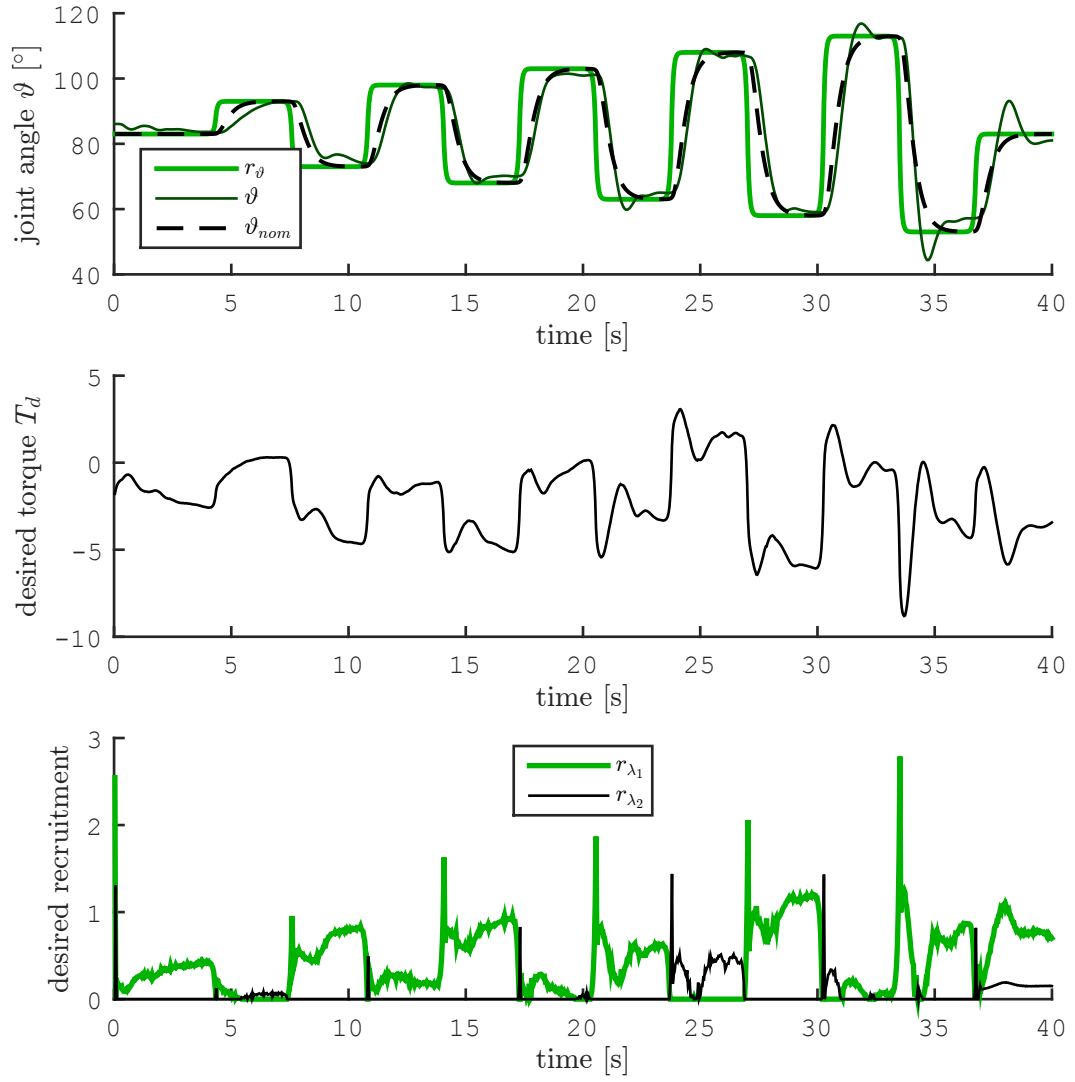 120
100
80
60
40
joint angle ϑ [°]
r_ϑ
ϑ
ϑ_nom
0 5 10 15 20 25 30 35 40
time [s]
5
0
-5
-10
desired torque T_d
0 5 10 15 20 25 30 35 40
time [s]
3
2
1
0
desired recruitment
r_λ₁
r_λ₂
0 5 10 15 20 25 30 35 40
time [s]